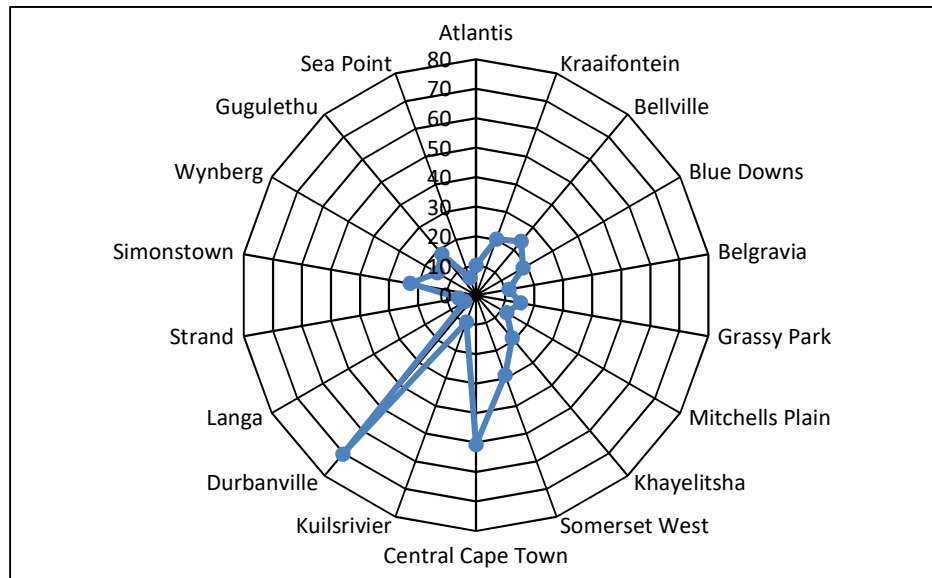 Atlantis
Kraaifontein
Bellville
Blue Downs
Belgravia
Grassy Park
Mitchells Plain
Khayelitsha
Somerset West
Central Cape Town
Kuilsrivier
Durbanville
Langa
Strand
Simonstown
Wynberg
Gugulethu
Sea Point
80
70
60
50
40
30
20
10
0